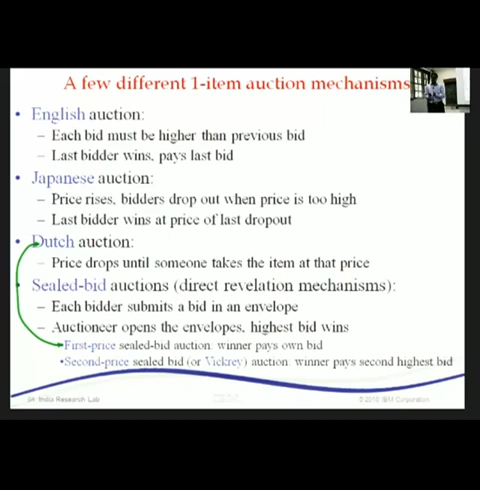 A few different 1-item auction mechanisms
• English auction:
– Each bid must be higher than previous bid
– Last bidder wins, pays last bid
• Japanese auction:
– Price rises, bidders drop out when price is too high
– Last bidder wins at price of last dropout
• Dutch auction:
– Price drops until someone takes the item at that price
• Sealed-bid auctions (direct revelation mechanisms):
– Each bidder submits a bid in an envelope
– Auctioneer opens the envelopes, highest bid wins
•First-price sealed-bid auction: winner pays own bid
•Second-price sealed bid (or Vickrey) auction: winner pays second highest bid
India Research Lab
© 2010 IBM Corporation